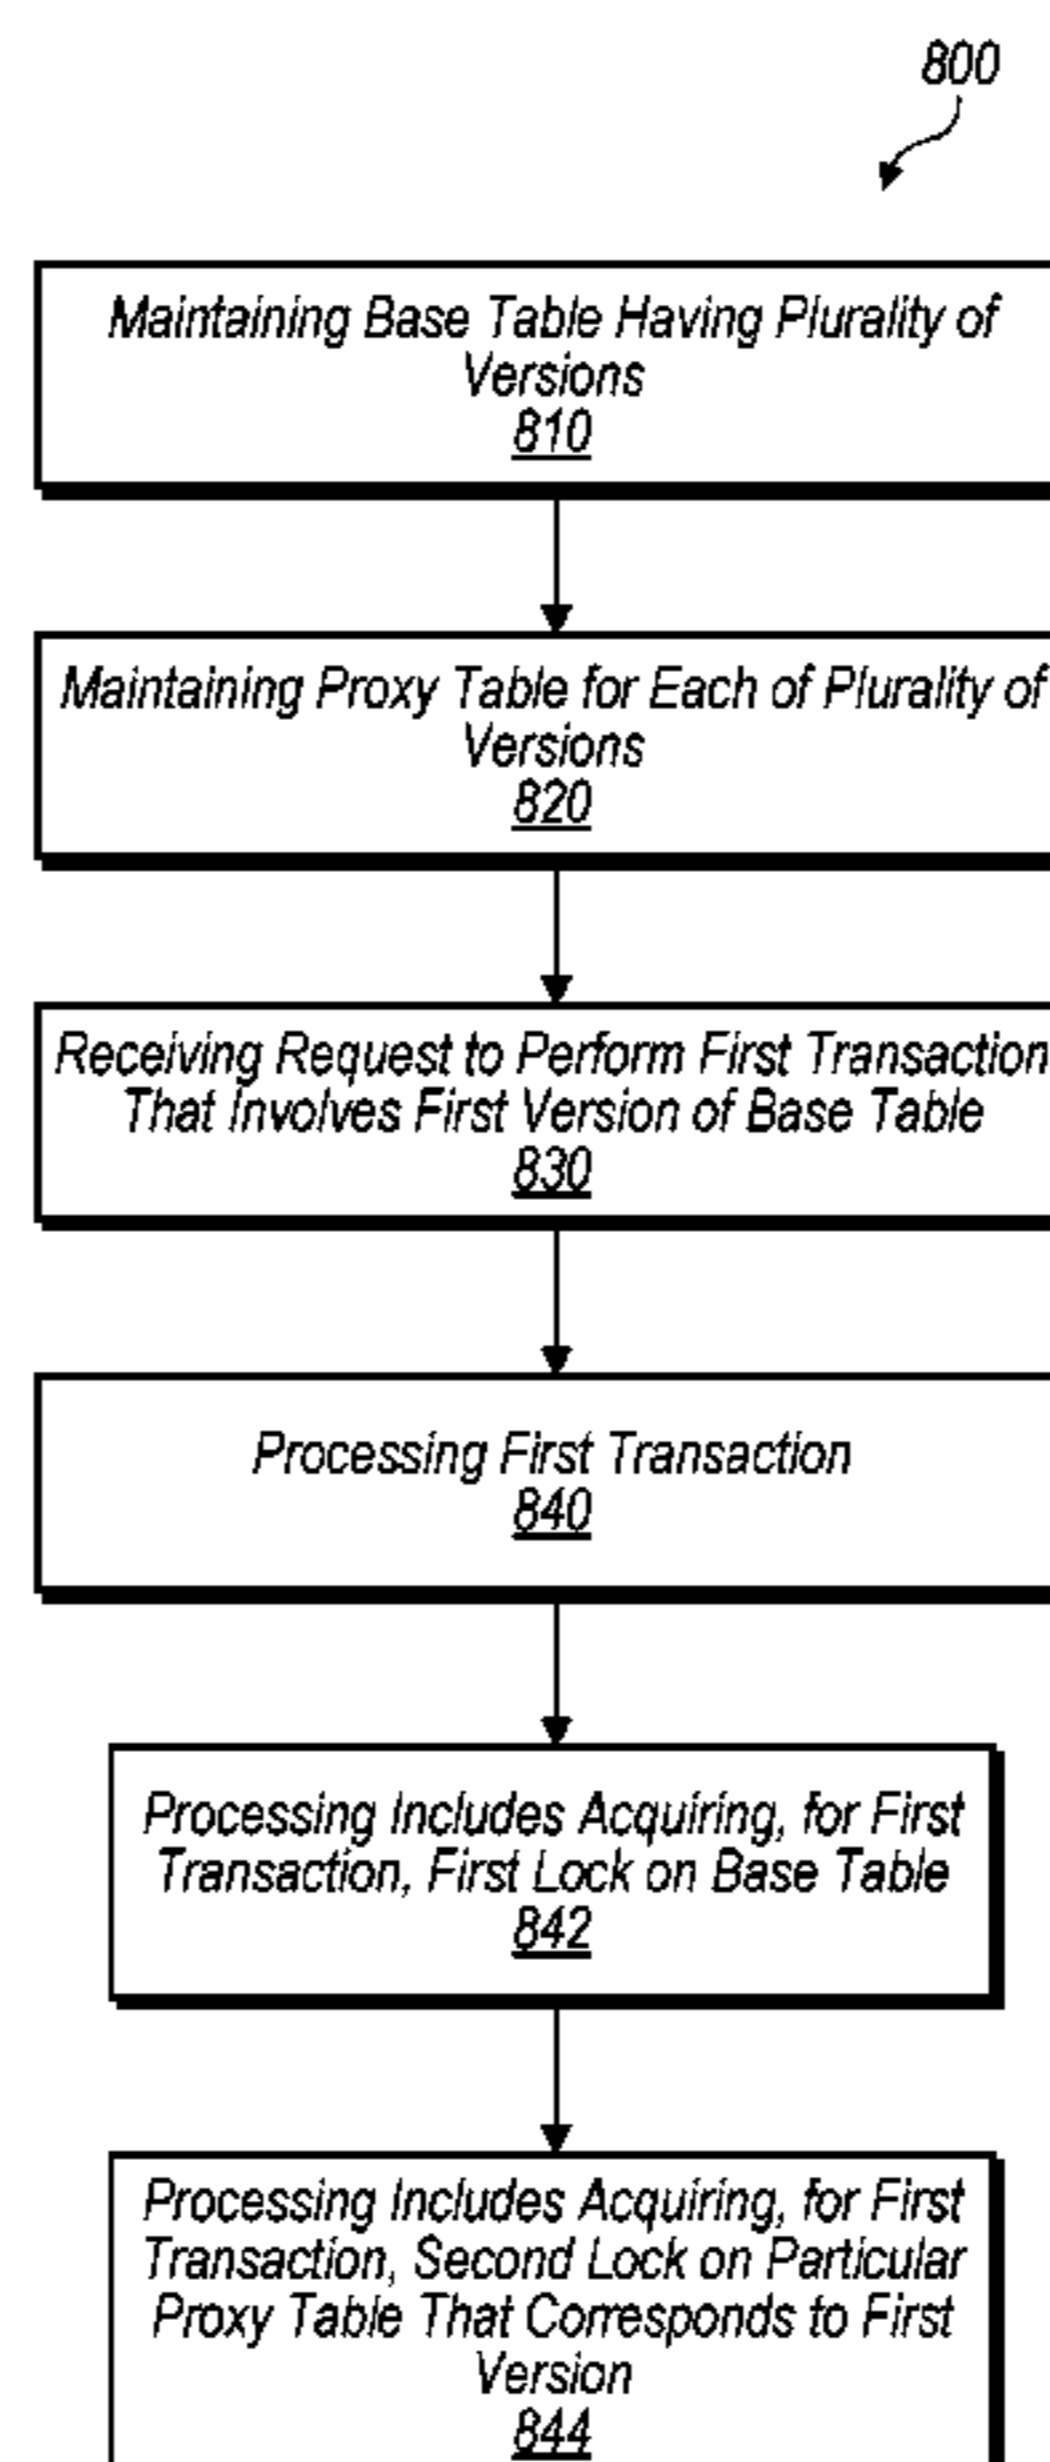 800
Maintaining Base Table Having Plurality of
Versions
810
Maintaining Proxy Table for Each of Plurality of
Versions
820
Receiving Request to Perform First Transaction
That Involves First Version of Base Table
830
Processing First Transaction
840
Processing Includes Acquiring, for First
Transaction, First Lock on Base Table
842
Processing Includes Acquiring, for First
Transaction, Second Lock on Particular
Proxy Table That Corresponds to First
Version
844